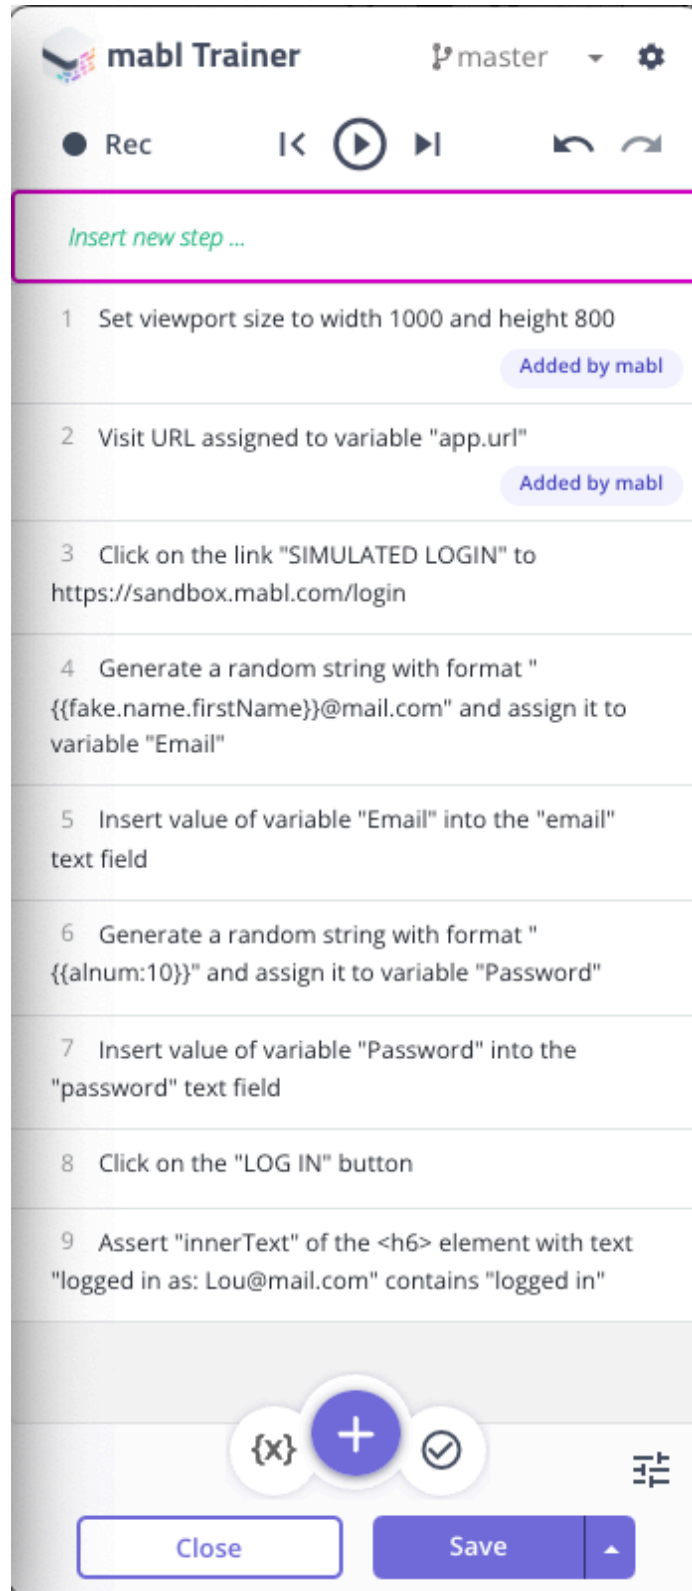 mabl Trainer
master
Rec
Insert new step ...
1 Set viewport size to width 1000 and height 800
Added by mabl
2 Visit URL assigned to variable "app.url"
Added by mabl
3 Click on the link "SIMULATED LOGIN" to
https://sandbox.mabl.com/login
4 Generate a random string with format "
{{fake.name.firstName}}@mail.com" and assign it to
variable "Email"
5 Insert value of variable "Email" into the "email"
text field
6 Generate a random string with format "
{{alnum:10}}" and assign it to variable "Password"
7 Insert value of variable "Password" into the
"password" text field
8 Click on the "LOG IN" button
9 Assert "innerText" of the <h6> element with text
"logged in as: Lou@mail.com" contains "logged in"
{x}
Close
Save